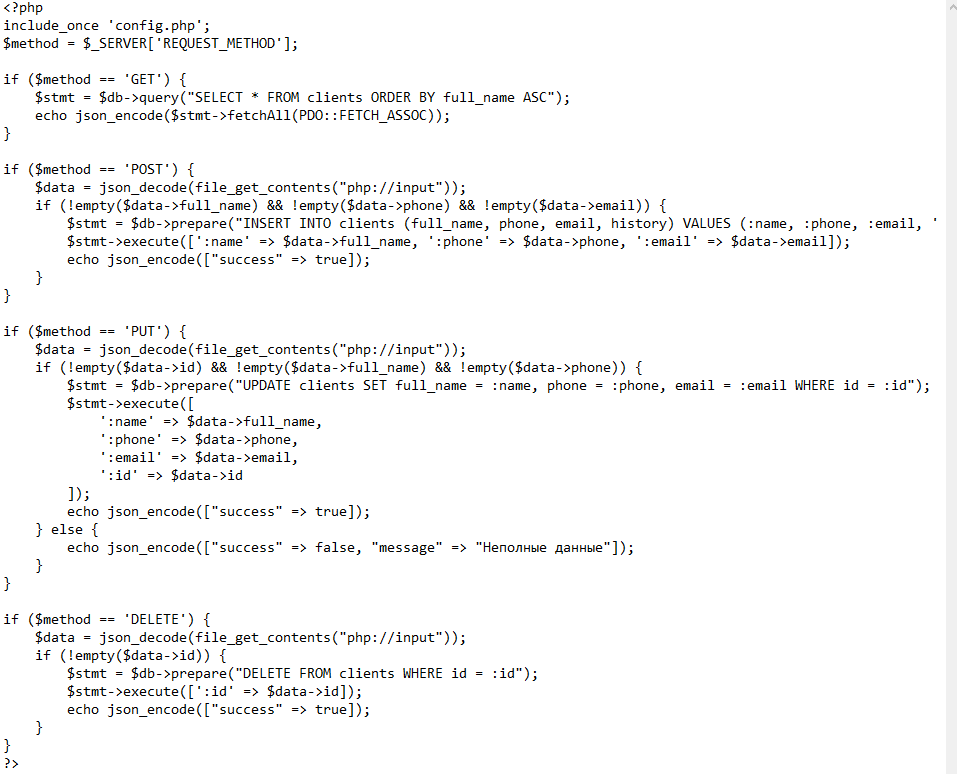 <?php
include_once 'config.php';
$method = $_SERVER['REQUEST_METHOD'];

if ($method == 'GET') {
    $stmt = $db->query("SELECT * FROM clients ORDER BY full_name ASC");
    echo json_encode($stmt->fetchAll(PDO::FETCH_ASSOC));
}

if ($method == 'POST') {
    $data = json_decode(file_get_contents("php://input"));
    if (!empty($data->full_name) && !empty($data->phone) && !empty($data->email)) {
        $stmt = $db->prepare("INSERT INTO clients (full_name, phone, email, history) VALUES (:name, :phone, :email, '
        $stmt->execute([':name' => $data->full_name, ':phone' => $data->phone, ':email' => $data->email]);
        echo json_encode(["success" => true]);
    }
}

if ($method == 'PUT') {
    $data = json_decode(file_get_contents("php://input"));
    if (!empty($data->id) && !empty($data->full_name) && !empty($data->phone)) {
        $stmt = $db->prepare("UPDATE clients SET full_name = :name, phone = :phone, email = :email WHERE id = :id");
        $stmt->execute([
            ':name' => $data->full_name,
            ':phone' => $data->phone,
            ':email' => $data->email,
            ':id' => $data->id
        ]);
        echo json_encode(["success" => true]);
    } else {
        echo json_encode(["success" => false, "message" => "Неполные данные"]);
    }
}

if ($method == 'DELETE') {
    $data = json_decode(file_get_contents("php://input"));
    if (!empty($data->id)) {
        $stmt = $db->prepare("DELETE FROM clients WHERE id = :id");
        $stmt->execute([':id' => $data->id]);
        echo json_encode(["success" => true]);
    }
}
?>